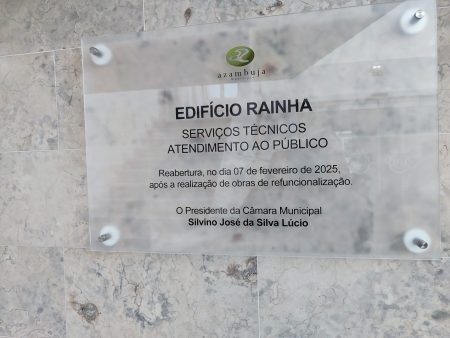 azambuja
município
EDIFÍCIO RAINHA
SERVIÇOS TÉCNICOS
ATENDIMENTO AO PÚBLICO
Reabertura, no dia 07 de fevereiro de 2025,
após a realização de obras de refuncionalização.
O Presidente da Câmara Municipal
Silvino José da Silva Lúcio